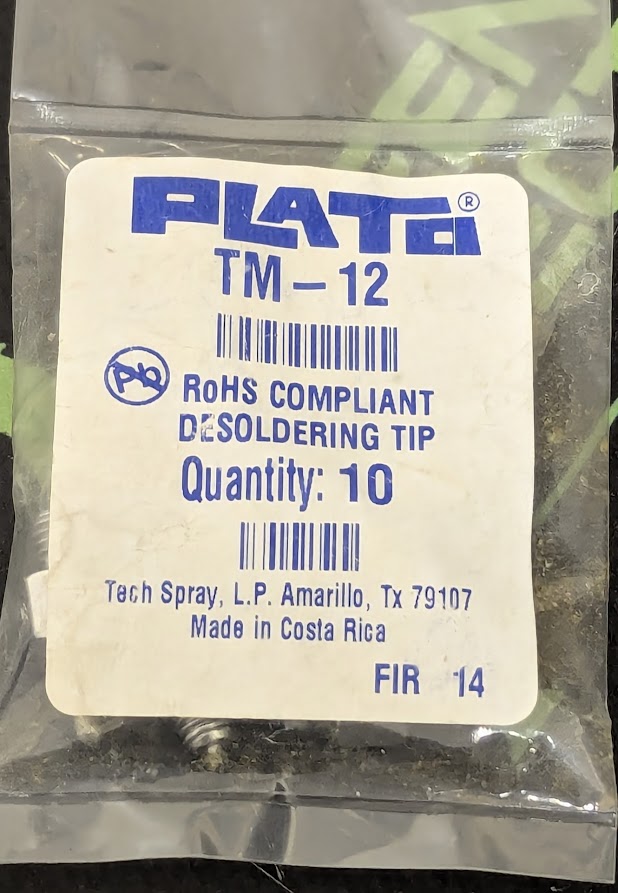 PLATO®
TM-12
Pb
RoHS COMPLIANT
DESOLDERING TIP
Quantity: 10
Tech Spray, L.P. Amarillo, Tx 79107
Made in Costa Rica
FIR 14